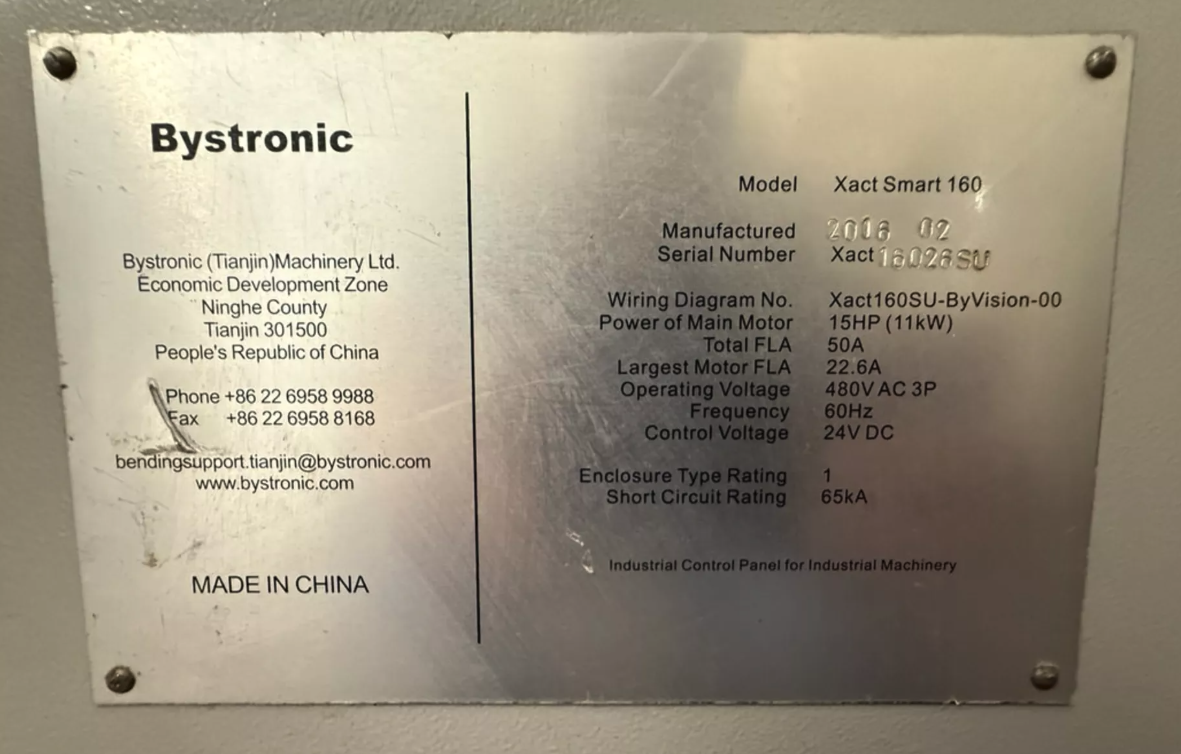 Bystronic
Bystronic (Tianjin)Machinery Ltd.
Economic Development Zone
Ninghe County
Tianjin 301500
People's Republic of China
Phone +86 22 6958 9988
Fax +86 22 6958 8168
bendingsupport.tianjin@bystronic.com
www.bystronic.com
MADE IN CHINA
Model Xact Smart 160
Manufactured 2016 02
Serial Number Xact 16026SU
Wiring Diagram No. Xact160SU-ByVision-00
Power of Main Motor 15HP (11kW)
Total FLA 50A
Largest Motor FLA 22.6A
Operating Voltage 480V AC 3P
Frequency 60Hz
Control Voltage 24V DC
Enclosure Type Rating 1
Short Circuit Rating 65kA
Industrial Control Panel for Industrial Machinery